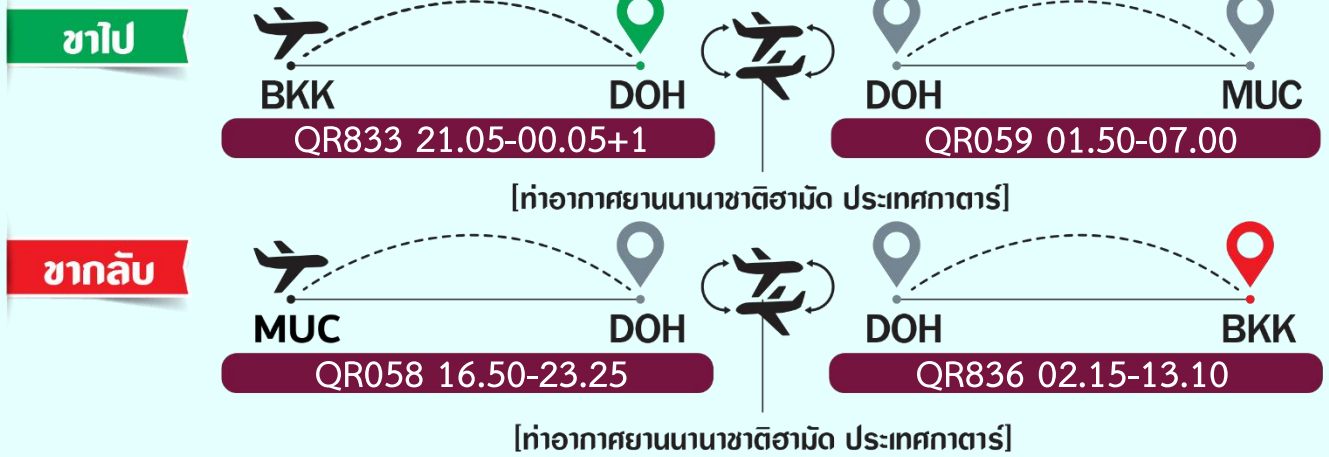 ขาไป
BKK DOH DOH MUC
QR833 21.05-00.05+1 QR059 01.50-07.00
[ท่าอากาศยานนานาชาติฮามัด ประเทศกาตาร์]
ขากลับ
MUC DOH DOH BKK
QR058 16.50-23.25 QR836 02.15-13.10
[ท่าอากาศยานนานาชาติฮามัด ประเทศกาตาร์]